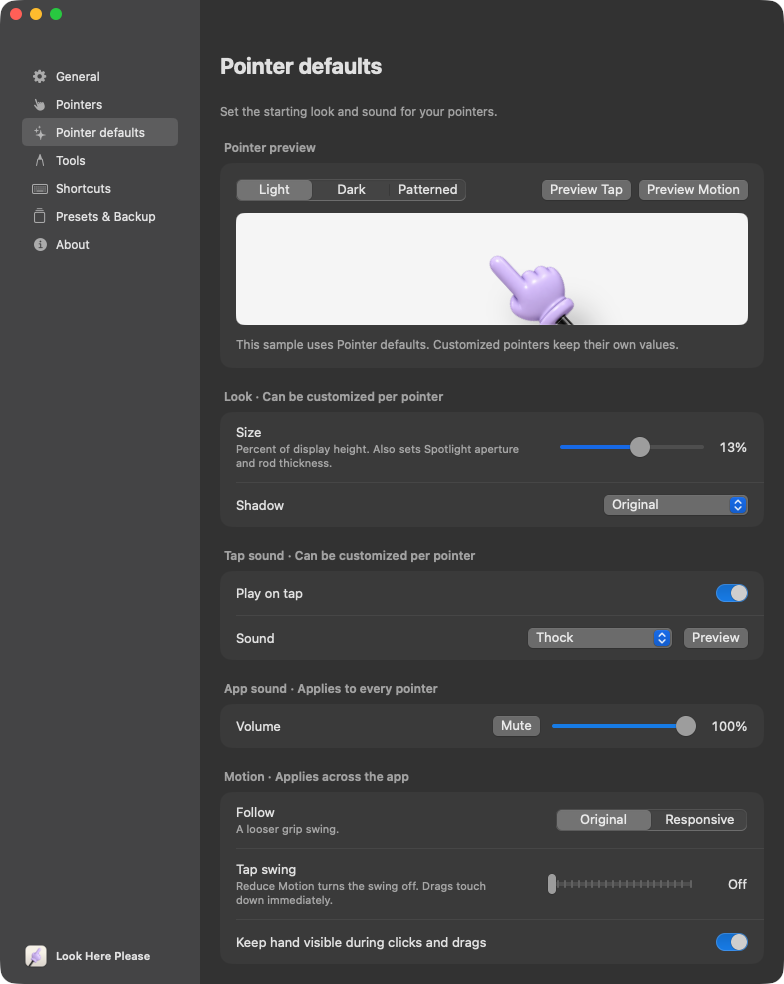 General
Pointers
Pointer defaults
Tools
Shortcuts
Presets & Backup
About
Look Here Please
Pointer defaults
Set the starting look and sound for your pointers.
Pointer preview
Light Dark Patterned Preview Tap Preview Motion
This sample uses Pointer defaults. Customized pointers keep their own values.
Look · Can be customized per pointer
Size
Percent of display height. Also sets Spotlight aperture
and rod thickness.
13%
Shadow Original
Tap sound · Can be customized per pointer
Play on tap
Sound Thock Preview
App sound · Applies to every pointer
Volume Mute 100%
Motion · Applies across the app
Follow
A looser grip swing.
Original Responsive
Tap swing
Reduce Motion turns the swing off. Drags touch
down immediately.
Off
Keep hand visible during clicks and drags